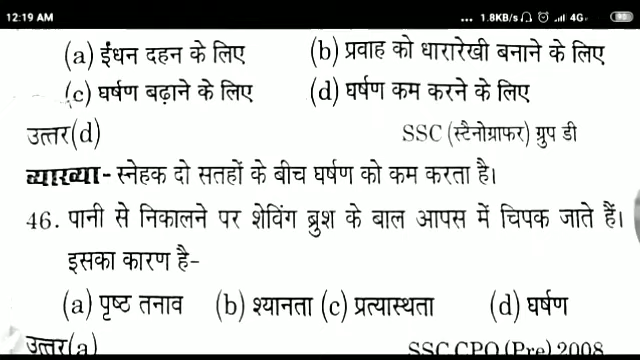 12:19 AM ... 1.8KB/s 4G 93
(a) ईंधन दहन के लिए (b) प्रवाह को धारारेखी बनाने के लिए
(c) घर्षण बढ़ाने के लिए (d) घर्षण कम करने के लिए
उत्तर(d) SSC (स्टैनोग्राफर) ग्रुप डी
व्याख्या- स्नेहक दो सतहों के बीच घर्षण को कम करता है।
46. पानी से निकालने पर शेविंग ब्रुश के बाल आपस में चिपक जाते हैं।
इसका कारण है-
(a) पृष्ठ तनाव (b) श्यानता (c) प्रत्यास्थता (d) घर्षण
उत्तर(a) SSC CPO (Pre) 2008